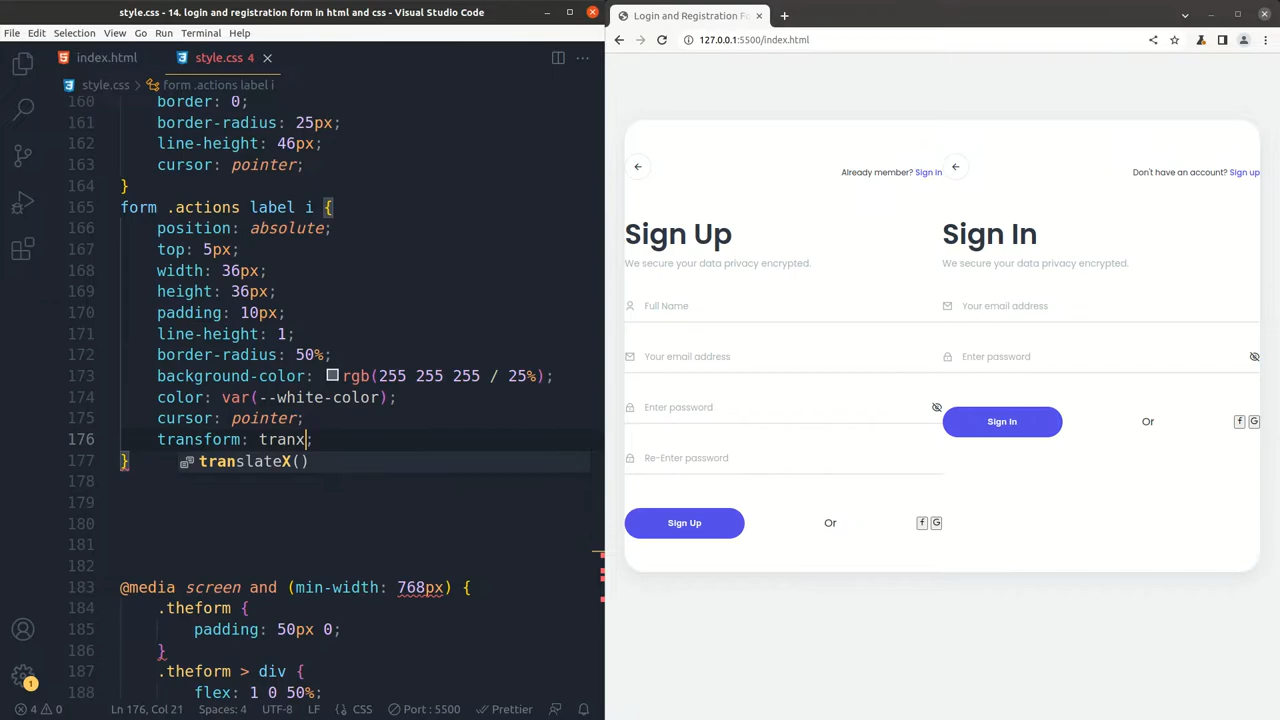 style.css - 14. login and registration form in html and css - Visual Studio Code
File Edit Selection View Go Run Terminal Help
index.html
style.css 4
style.css > form .actions label i
160 border: 0;
161 border-radius: 25px;
162 line-height: 46px;
163 cursor: pointer;
164 }
165 form .actions label i {
166 position: absolute;
167 top: 5px;
168 width: 36px;
169 height: 36px;
170 padding: 10px;
171 line-height: 1;
172 border-radius: 50%;
173 background-color: rgb(255 255 255 / 25%);
174 color: var(--white-color);
175 cursor: pointer;
176 transform: tranx;
177 }
translateX()
178
179
180
181
182
183 @media screen and (min-width: 768px) {
184 .theform {
185 padding: 50px 0;
186 }
187 .theform > div {
188 flex: 1 0 50%;
1
4 0 Ln 176, Col 21 Spaces: 4 UTF-8 LF CSS Port : 5500 Prettier
Login and Registration Fo
127.0.0.1:5500/index.html
Already member? Sign in
Sign Up
We secure your data privacy encrypted.
Full Name
Your email address
Enter password
Re-Enter password
Sign Up
Or
f G
Don't have an account? Sign up
Sign In
We secure your data privacy encrypted.
Your email address
Enter password
Sign In
Or
f G